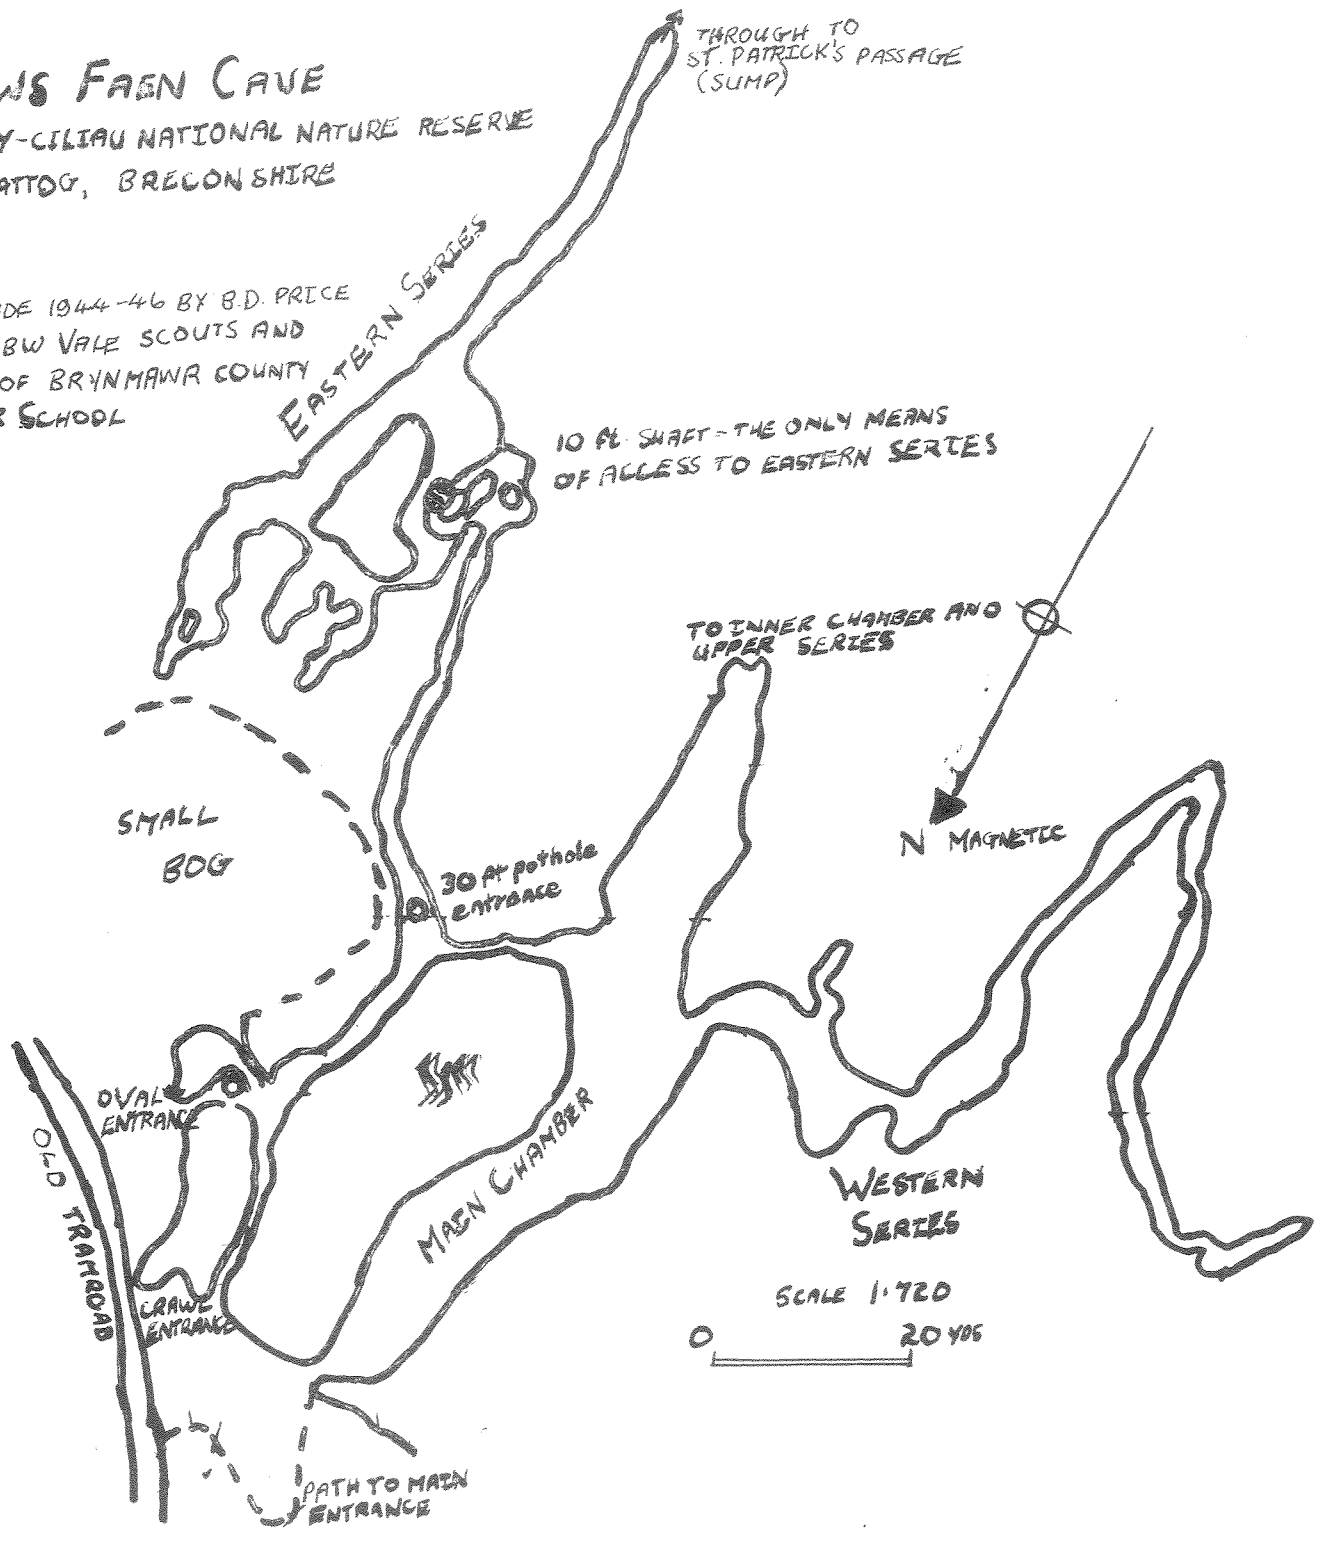 NS FAEN CAVE
Y-CILIAU NATIONAL NATURE RESERVE
ATTOG, BRECONSHIRE
DE 1944-46 BY B.D. PRICE
BW VALE SCOUTS AND
OF BRYNMAWR COUNTY
R SCHOOL
THROUGH TO
ST. PATRICK'S PASSAGE
(SUMP)
EASTERN SERIES
10 ft. SHAFT - THE ONLY MEANS
OF ACCESS TO EASTERN SERIES
TO INNER CHAMBER AND
UPPER SERIES
N MAGNETIC
SMALL
BOG
30 ft pothole
entrance
OVAL
ENTRANCE
OLD TRAMROAD
MAIN CHAMBER
WESTERN
SERIES
CRAWL
ENTRANCE
SCALE 1:720
0 20 YDS
PATH TO MAIN
ENTRANCE